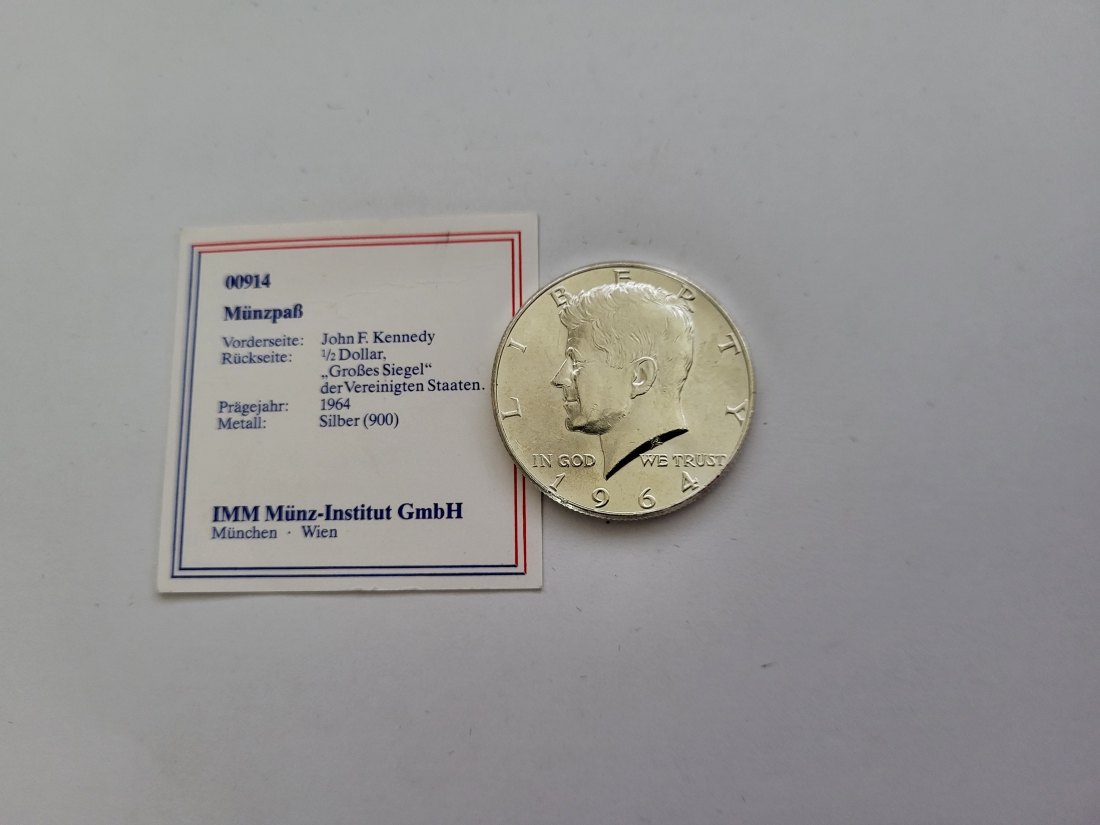 00914
Münzpaß
Vorderseite: John F. Kennedy
Rückseite: ½ Dollar,
„Großes Siegel“
der Vereinigten Staaten.
Prägejahr: 1964
Metall: Silber (900)
IMM Münz-Institut GmbH
München · Wien
LIBERTY
IN GOD WE TRUST
1964